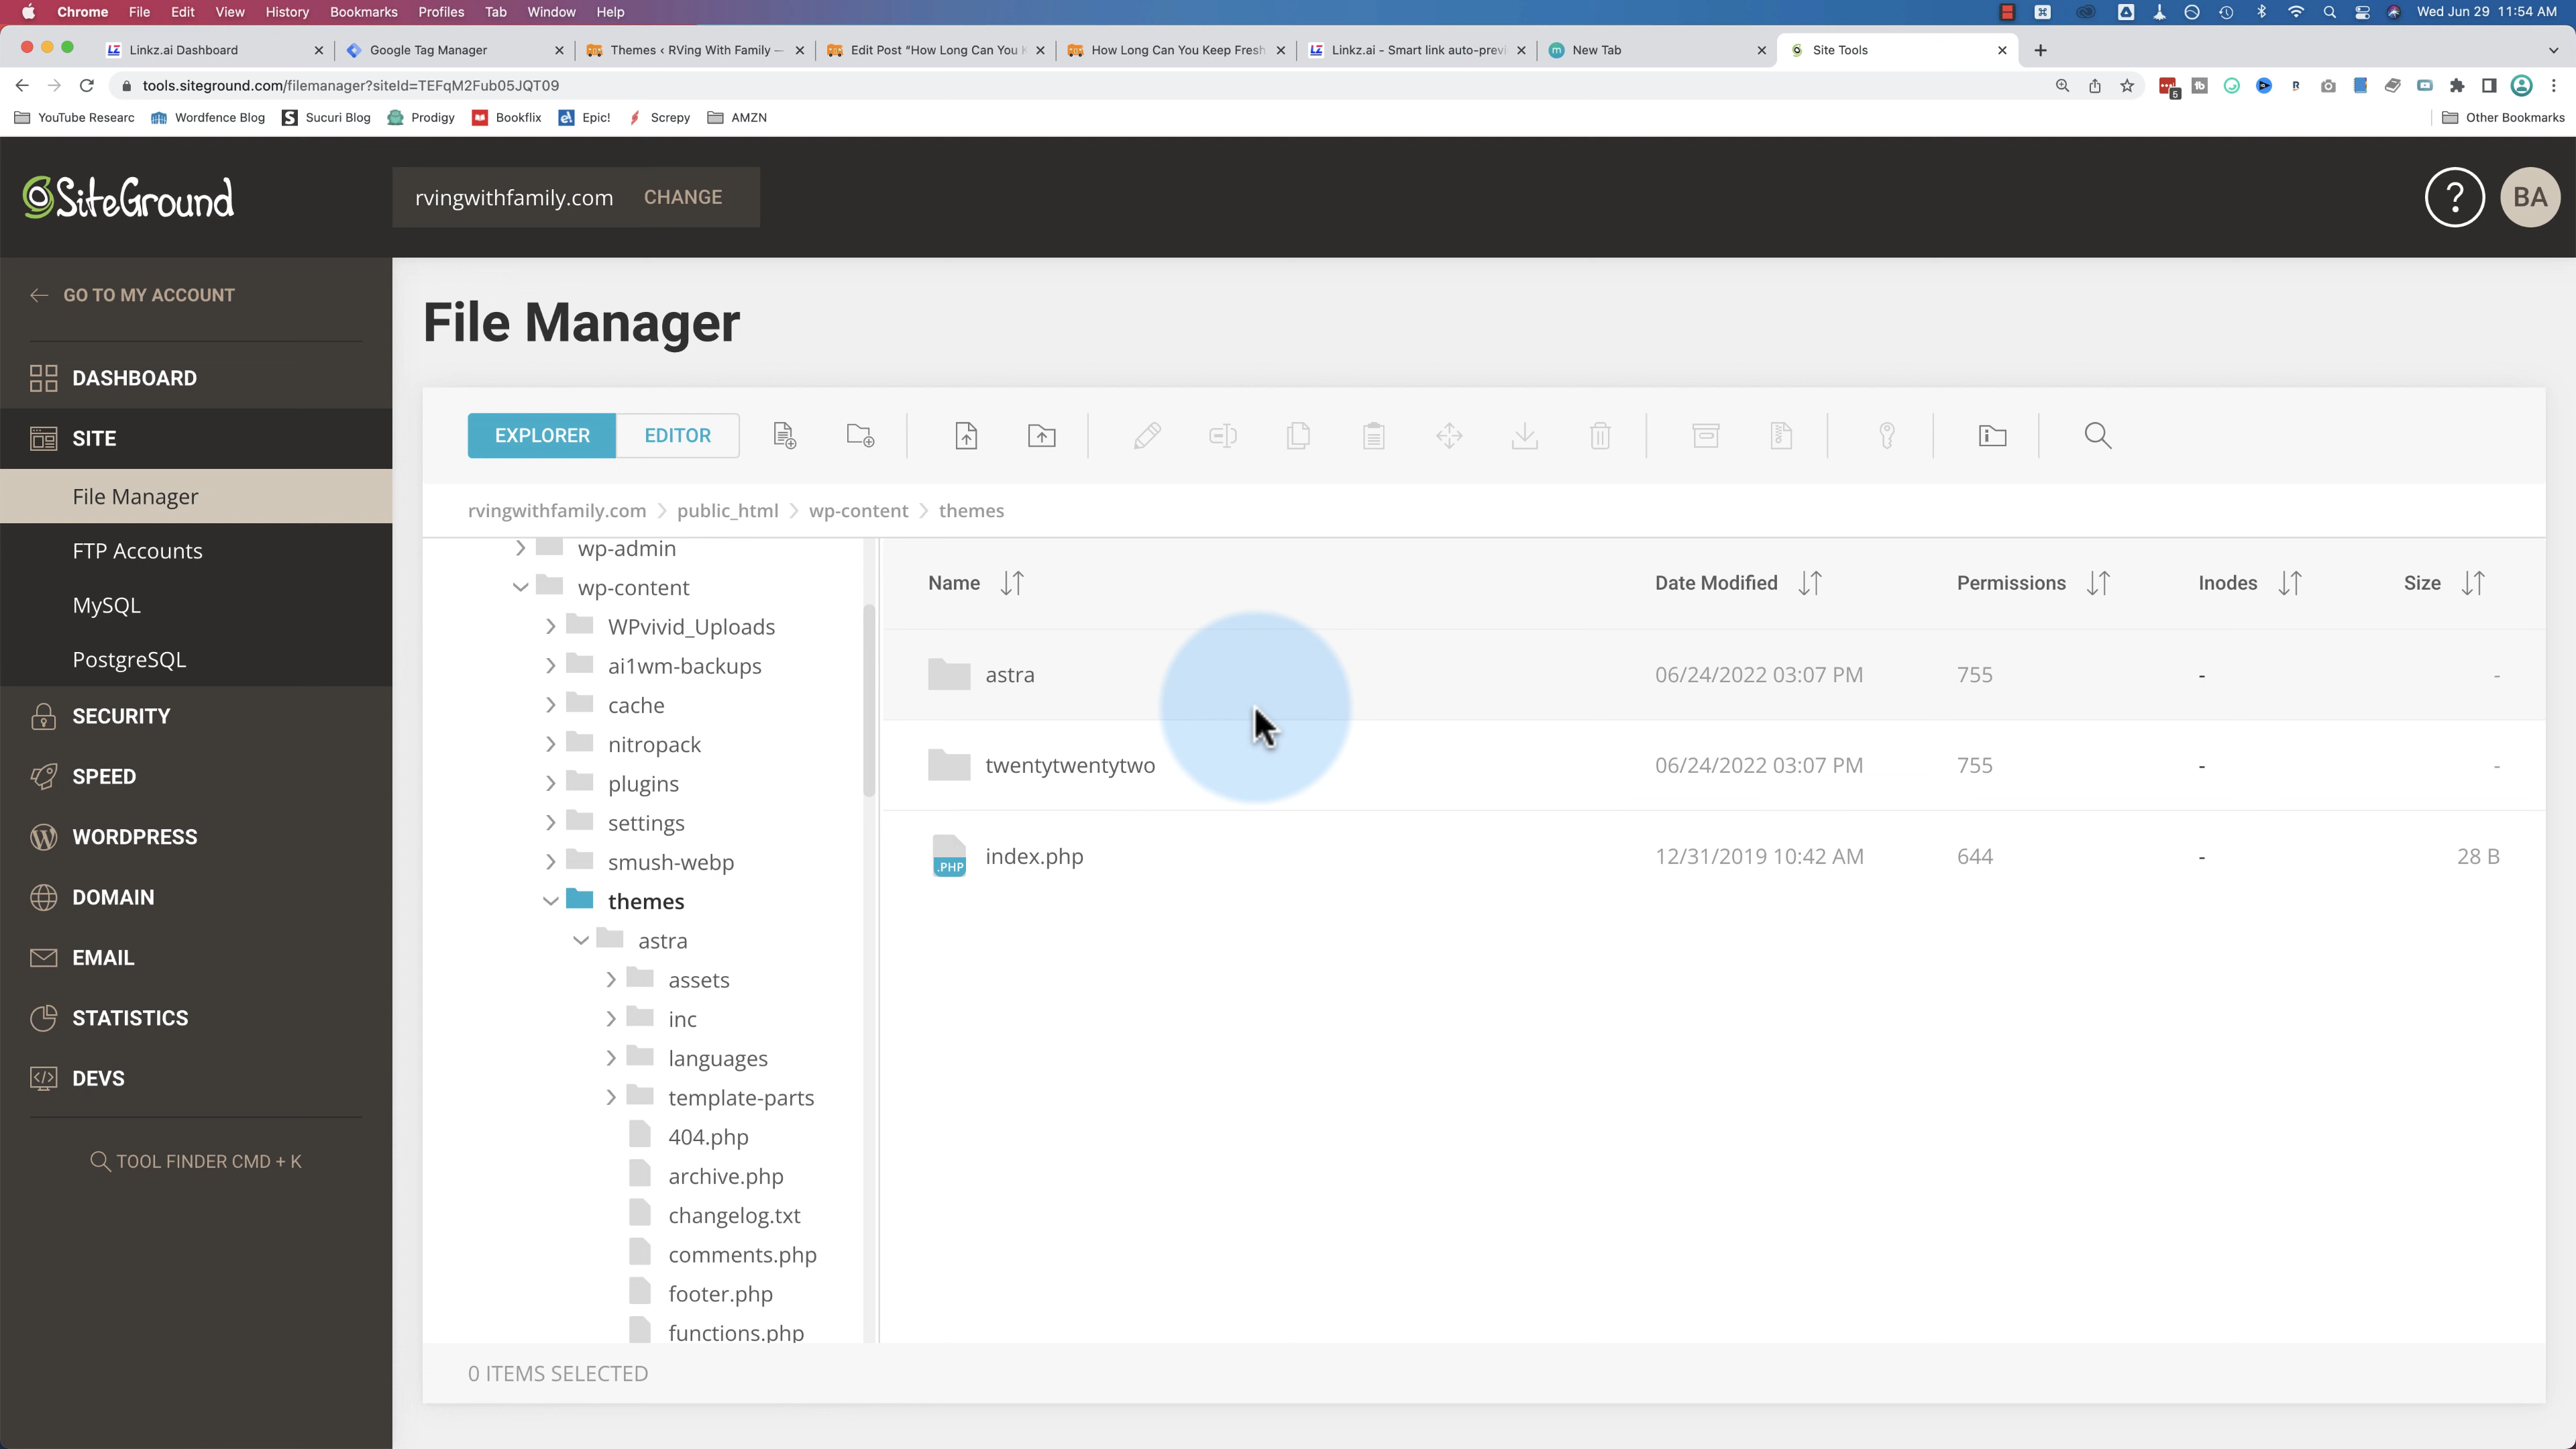 Chrome File Edit View History Bookmarks Profiles Tab Window Help Wed Jun 29 11:54 AM
Linkz.ai Dashboard Google Tag Manager Themes ‹ RVing With Family — Edit Post “How Long Can You K How Long Can You Keep Fresh Linkz.ai - Smart link auto-previ New Tab Site Tools
tools.siteground.com/filemanager?siteId=TEFqM2Fub05JQT09 5
YouTube Researc Wordfence Blog Sucuri Blog Prodigy Bookflix Epic! Screpy AMZN Other Bookmarks
SiteGround rvingwithfamily.com CHANGE ? BA
GO TO MY ACCOUNT
DASHBOARD
SITE
File Manager
FTP Accounts
MySQL
PostgreSQL
SECURITY
SPEED
WORDPRESS
DOMAIN
EMAIL
STATISTICS
DEVS
TOOL FINDER CMD + K
File Manager
EXPLORER EDITOR
rvingwithfamily.com > public_html > wp-content > themes
wp-admin
wp-content
WPvivid_Uploads
ai1wm-backups
cache
nitropack
plugins
settings
smush-webp
themes
astra
assets
inc
languages
template-parts
404.php
archive.php
changelog.txt
comments.php
footer.php
functions.php
Name Date Modified Permissions Inodes Size
astra 06/24/2022 03:07 PM 755 - -
twentytwentytwo 06/24/2022 03:07 PM 755 - -
.PHP index.php 12/31/2019 10:42 AM 644 - 28 B
0 ITEMS SELECTED